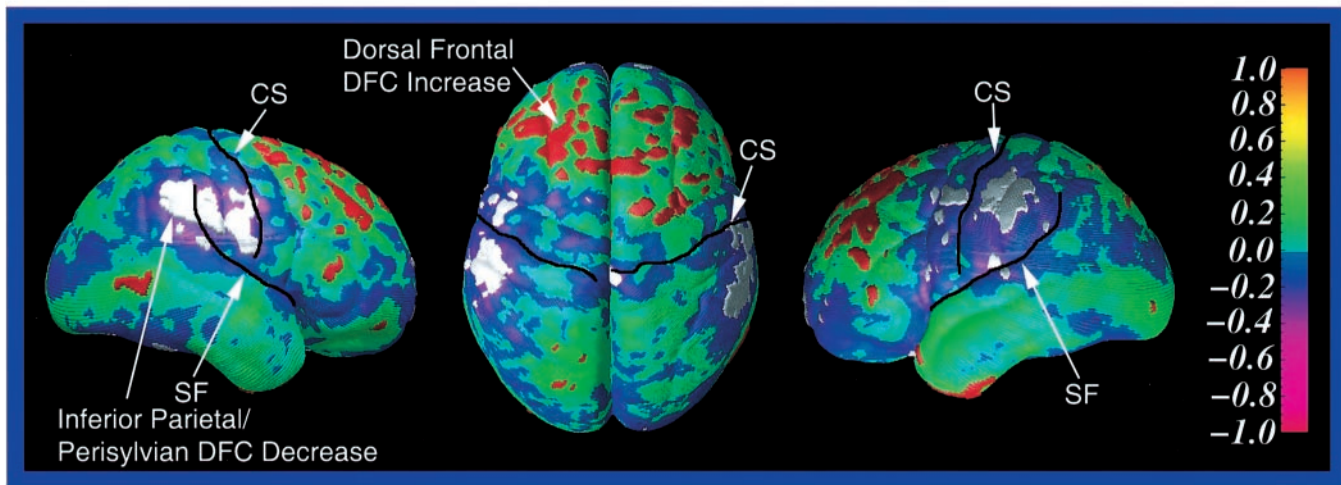 Dorsal Frontal
DFC Increase
CS
CS
CS
SF
SF
Inferior Parietal/
Perisylvian DFC Decrease
1.0
0.8
0.6
0.4
0.2
0.0
−0.2
−0.4
−0.6
−0.8
−1.0